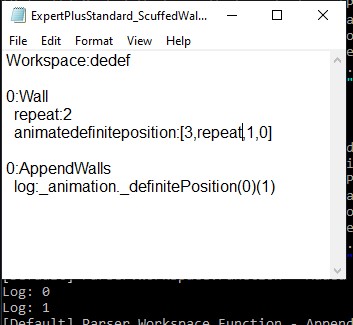 ExpertPlusStandard_ScuffedWal...
File Edit Format View Help
Workspace:dedef
0:Wall
repeat:2
animatedefiniteposition:[3,repeat,1,0]
0:AppendWalls
log:_animation._definitePosition(0)(1)
Log: 0
Log: 1
[Default] Parser Workspace Function - Append